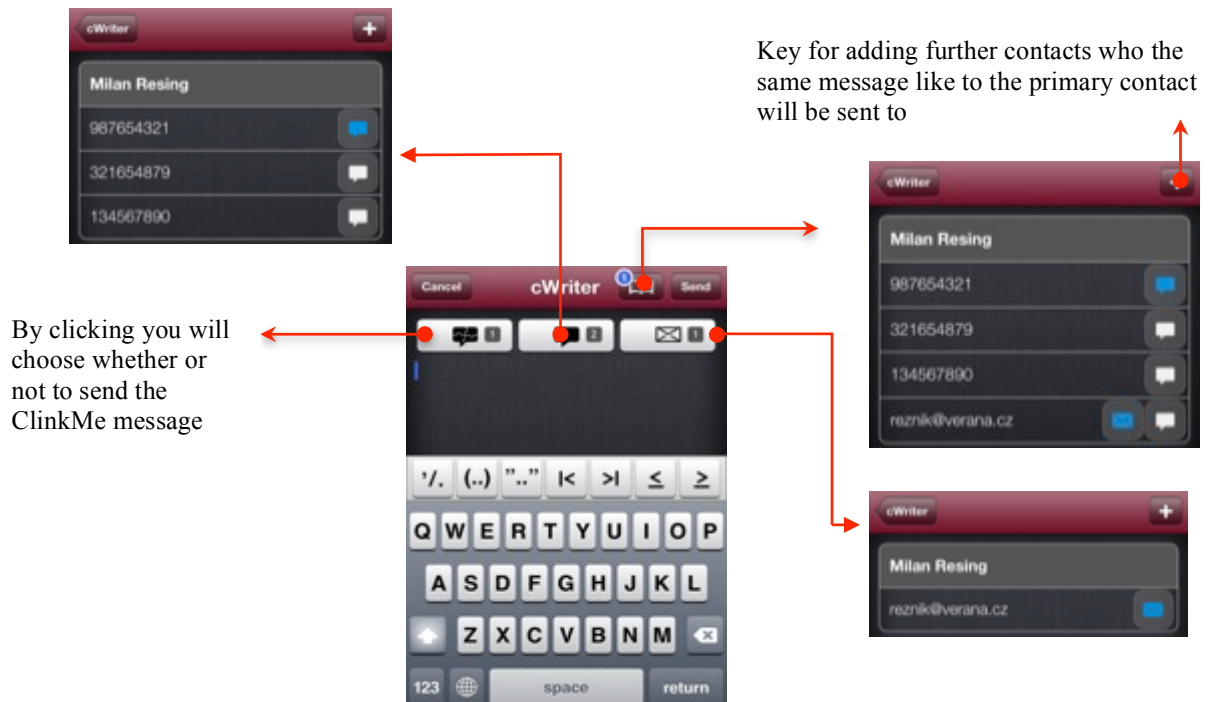 cWriter +
Milan Resing
987654321
321654879
134567890
Key for adding further contacts who the
same message like to the primary contact
will be sent to
cWriter
Milan Resing
987654321
321654879
134567890
reznik@verana.cz
By clicking you will
choose whether or
not to send the
ClinkMe message
Cancel cWriter Send
1 2 1
'/. (..) ".." I< >I ≤ ≥
Q W E R T Y U I O P
A S D F G H J K L
Z X C V B N M
123 space return
cWriter +
Milan Resing
reznik@verana.cz